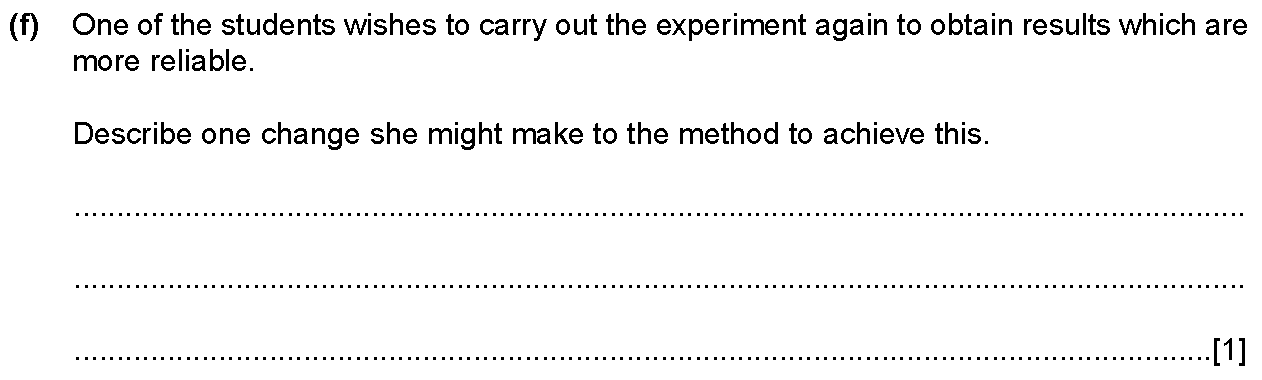 (f) One of the students wishes to carry out the experiment again to obtain results which are
more reliable.
Describe one change she might make to the method to achieve this.
..........................................................................................................................................
..........................................................................................................................................
......................................................................................................................................[1]